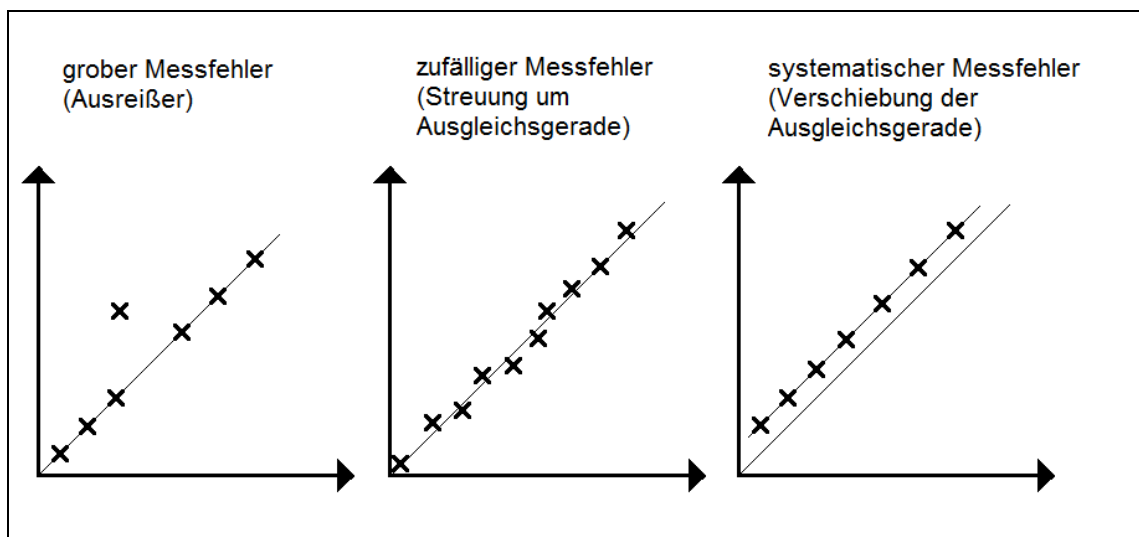 grober Messfehler
(Ausreißer)
zufälliger Messfehler
(Streuung um
Ausgleichsgerade)
systematischer Messfehler
(Verschiebung der
Ausgleichsgerade)